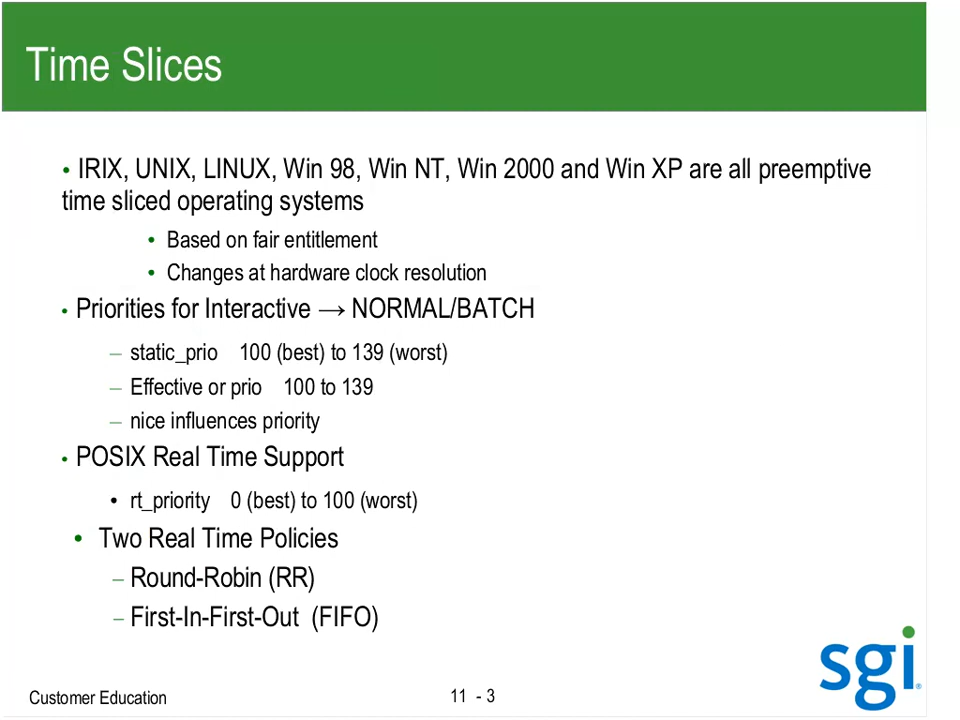 Time Slices
• IRIX, UNIX, LINUX, Win 98, Win NT, Win 2000 and Win XP are all preemptive
time sliced operating systems
• Based on fair entitlement
• Changes at hardware clock resolution
• Priorities for Interactive → NORMAL/BATCH
– static_prio 100 (best) to 139 (worst)
– Effective or prio 100 to 139
– nice influences priority
• POSIX Real Time Support
• rt_priority 0 (best) to 100 (worst)
• Two Real Time Policies
– Round-Robin (RR)
– First-In-First-Out (FIFO)
sgi®
Customer Education
11 - 3